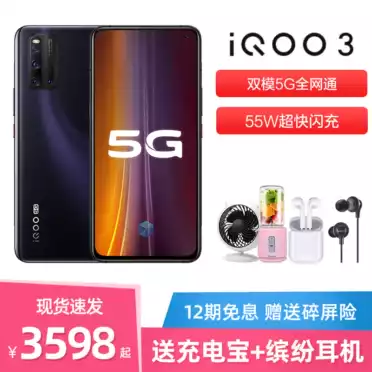 iQOO 3
双模5G全网通
55W超快闪充
5G
iQOO
现货速发
¥3598起
12期免息 赠送碎屏险
送充电宝+缤纷耳机